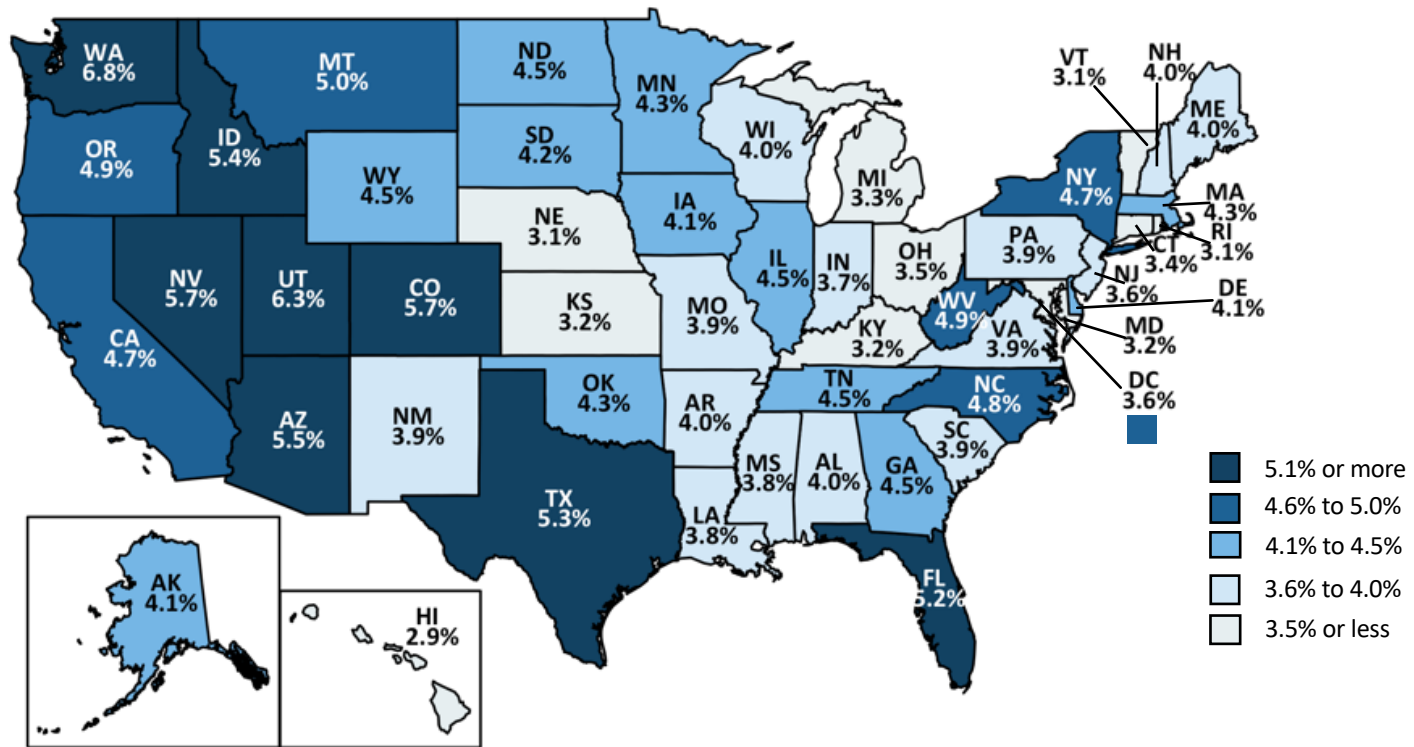 WA
6.8%
MT
5.0%
ND
4.5%
MN
4.3%
VT
3.1%
NH
4.0%
ME
4.0%
OR
4.9%
ID
5.4%
WY
4.5%
SD
4.2%
WI
4.0%
MI
3.3%
NY
4.7%
MA
4.3%
RI
3.1%
CT
3.4%
NE
3.1%
IA
4.1%
IL
4.5%
IN
3.7%
OH
3.5%
PA
3.9%
NJ
3.6%
DE
4.1%
NV
5.7%
UT
6.3%
CO
5.7%
KS
3.2%
MO
3.9%
KY
3.2%
WV
4.9%
VA
3.9%
MD
3.2%
DC
3.6%
CA
4.7%
AZ
5.5%
NM
3.9%
OK
4.3%
AR
4.0%
TN
4.5%
NC
4.8%
SC
3.9%
TX
5.3%
LA
3.8%
MS
3.8%
AL
4.0%
GA
4.5%
FL
5.2%
AK
4.1%
HI
2.9%
5.1% or more
4.6% to 5.0%
4.1% to 4.5%
3.6% to 4.0%
3.5% or less